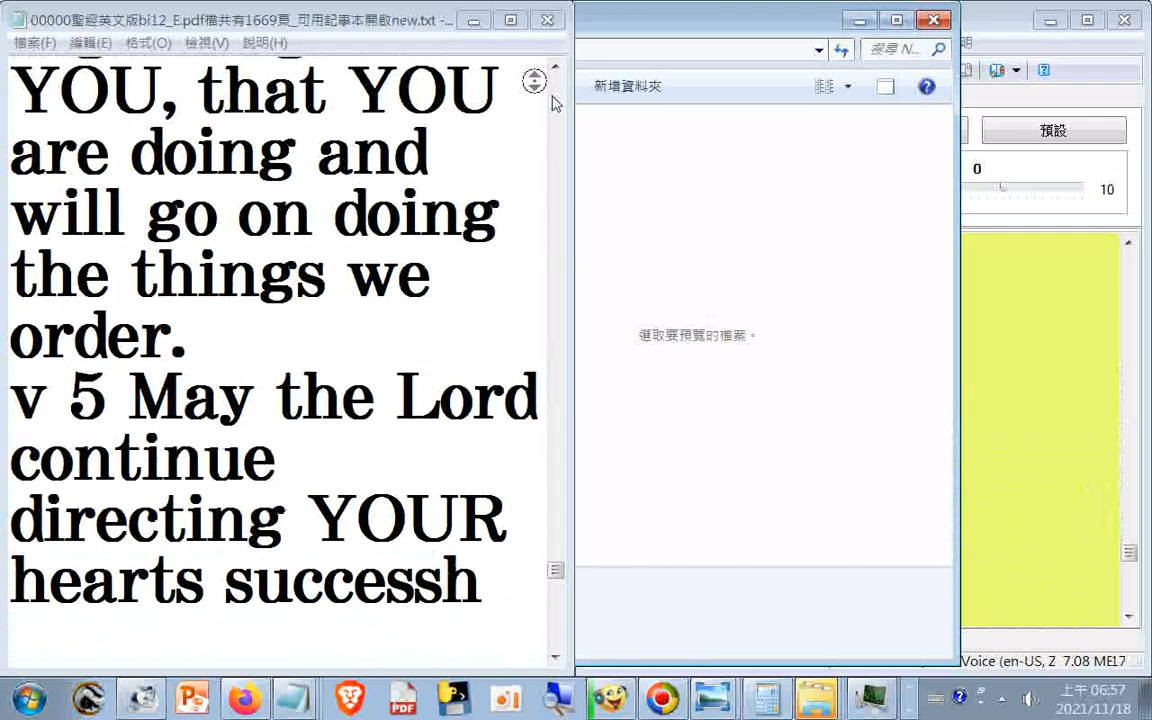 00000聖經英文版bi12_E.pdf檔共有1669頁_可用記事本開啟new.txt -...
檔案(F) 編輯(E) 格式(O) 檢視(V) 說明(H)
YOU, that YOU
are doing and
will go on doing
the things we
order.
v 5 May the Lord
continue
directing YOUR
hearts successh
搜尋 N...
新增資料夾
選取要預覽的檔案。
明
預設
0
10
Voice (en-US, Z 7.08 ME17
PDF
上午 06:57
2021/11/18